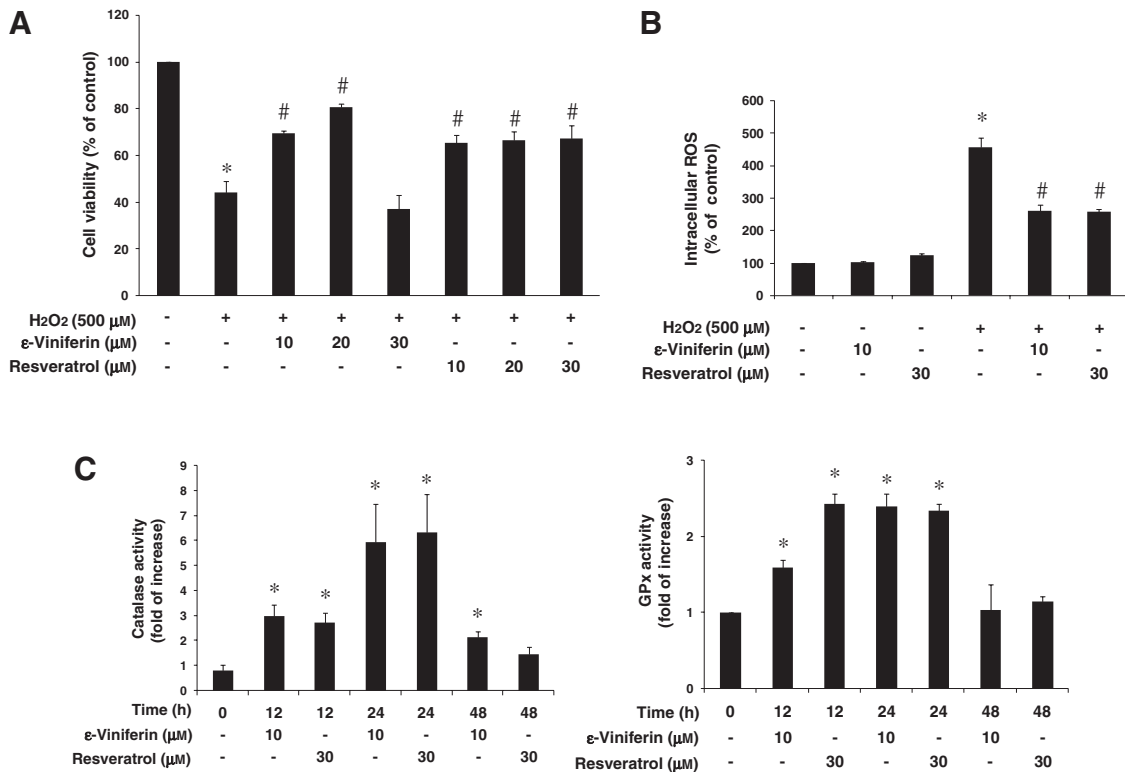 A
Cell viability (% of control)
120
100
80
60
40
20
0
*
#
#
#
#
#
H2O2 (500 μM) - + + + + + + +
ε-Viniferin (μM) - - 10 20 30 - - -
Resveratrol (μM) - - - - - 10 20 30
B
Intracellular ROS
(% of control)
600
500
400
300
200
100
100
*
#
#
H2O2 (500 μM) - - - + + +
ε-Viniferin (μM) - 10 - - 10 -
Resveratrol (μM) - - 30 - - 30
C
Catalase activity
(fold of increase)
9
8
7
6
5
4
3
2
1
0
*
*
*
*
*
Time (h) 0 12 12 24 24 48 48
ε-Viniferin (μM) - 10 - 10 - 10 -
Resveratrol (μM) - - 30 - 30 - 30
GPx activity
(fold of increase)
3
2
1
0
*
*
*
*
Time (h) 0 12 12 24 24 48 48
ε-Viniferin (μM) - 10 - 10 - 10 -
Resveratrol (μM) - - 30 - 30 - 30